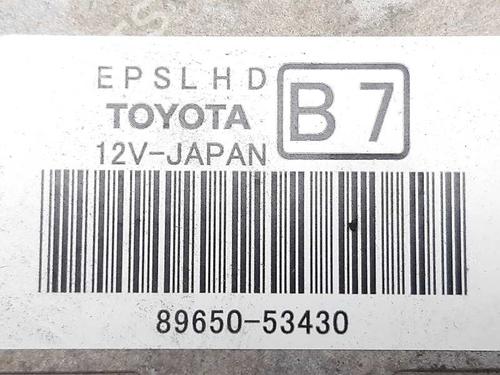 EPSLHD
TOYOTA
12V-JAPAN
B7
89650-53430